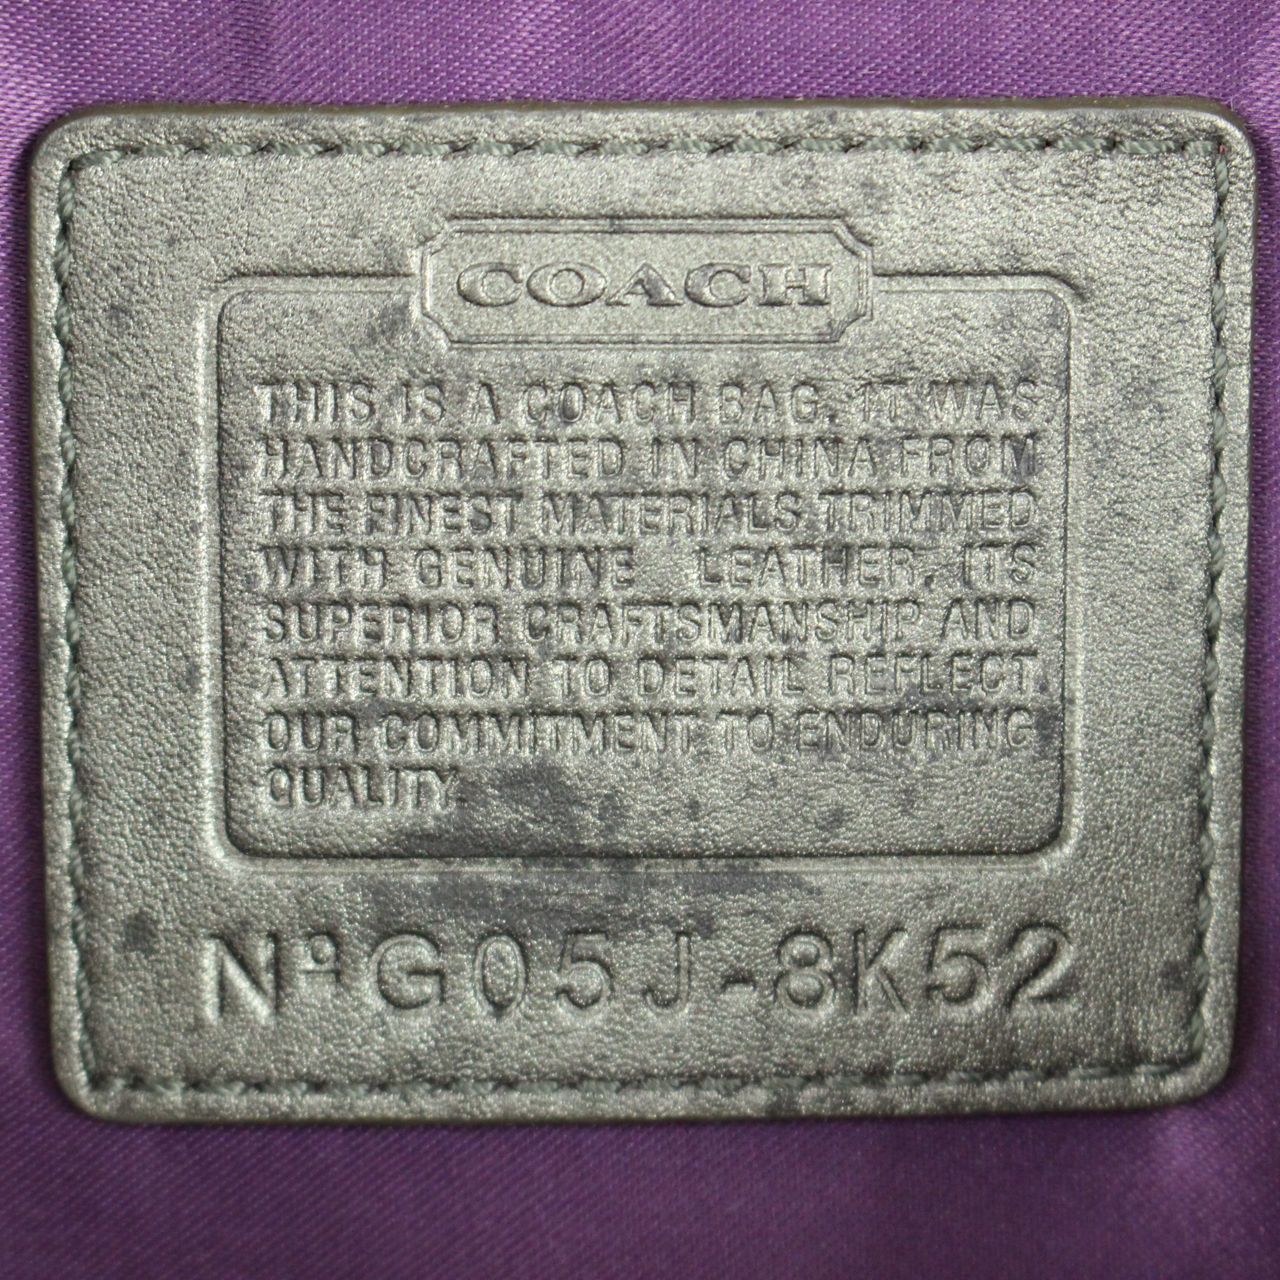 COACH
THIS IS A COACH BAG. IT WAS
HANDCRAFTED IN CHINA FROM
THE FINEST MATERIALS TRIMMED
WITH GENUINE LEATHER. ITS
SUPERIOR CRAFTSMANSHIP AND
ATTENTION TO DETAIL REFLECT
OUR COMMITMENT TO ENDURING
QUALITY.
Nº G05J-8K52